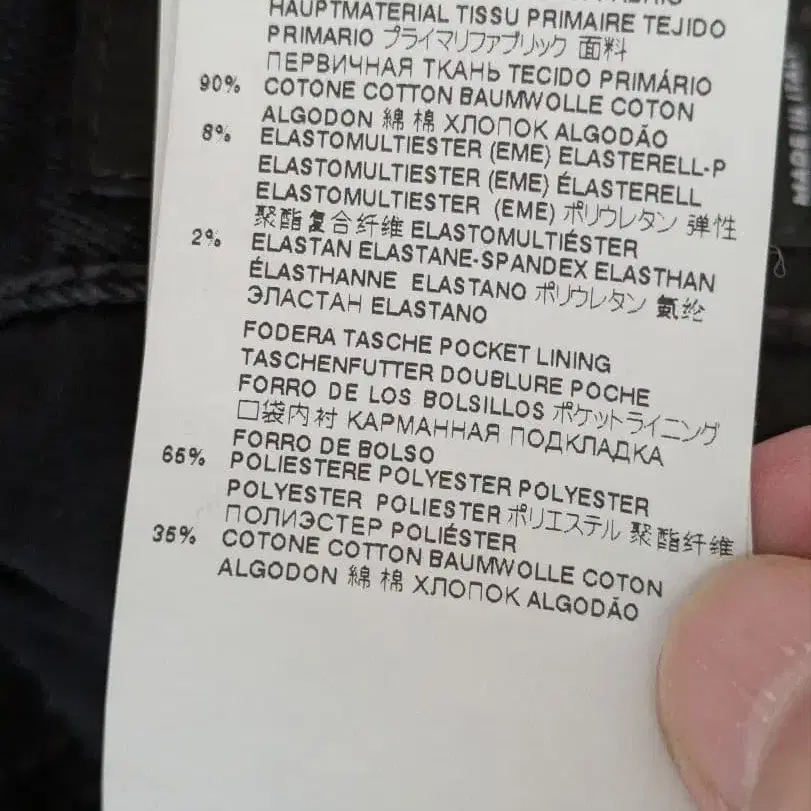 HAUPTMATERIAL TISSU PRIMAIRE TEJIDO
PRIMARIO プライマリファブリック 面料
ПЕРВИЧНАЯ ТКАНЬ TECIDO PRIMÁRIO
90% COTONE COTTON BAUMWOLLE COTON
ALGODON 綿 棉 ХЛОПОК ALGODÃO
8% ELASTOMULTIESTER (EME) ELASTERELL-P
ELASTOMULTIESTER (EME) ÉLASTERELL
ELASTOMULTIESTER (EME) ポリウレタン 弹性
聚酯复合纤维 ELASTOMULTIÉSTER
2% ELASTAN ELASTANE-SPANDEX ELASTHAN
ÉLASTHANNE ELASTANO ポリウレタン 氨纶
ЭЛАСТАН ELASTANO
FODERA TASCHE POCKET LINING
TASCHENFUTTER DOUBLURE POCHE
FORRO DE LOS BOLSILLOS ポケットライニング
口袋内衬 КАРМАННАЯ ПОДКЛАДКА
FORRO DE BOLSO
65% POLIESTERE POLYESTER POLYESTER
POLYESTER POLIESTER ポリエステル 聚酯纤维
ПОЛИЭСТЕР POLIÉSTER
35% COTONE COTTON BAUMWOLLE COTON
ALGODON 綿 棉 ХЛОПОК ALGODÃO
MADE IN